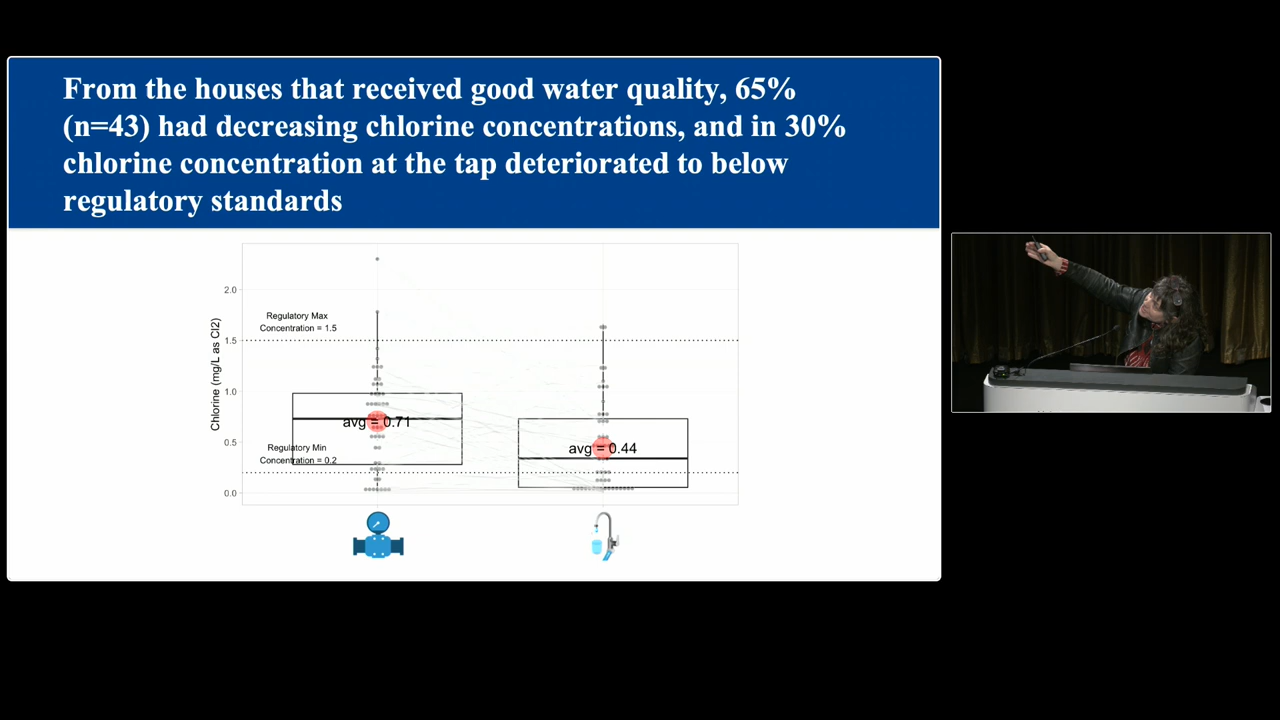 From the houses that received good water quality, 65%
(n=43) had decreasing chlorine concentrations, and in 30%
chlorine concentration at the tap deteriorated to below
regulatory standards
Chlorine (mg/L as Cl2)
2.0
Regulatory Max
Concentration = 1.5
1.5
1.0
avg = 0.71
avg = 0.44
0.5
Regulatory Min
Concentration = 0.2
0.0